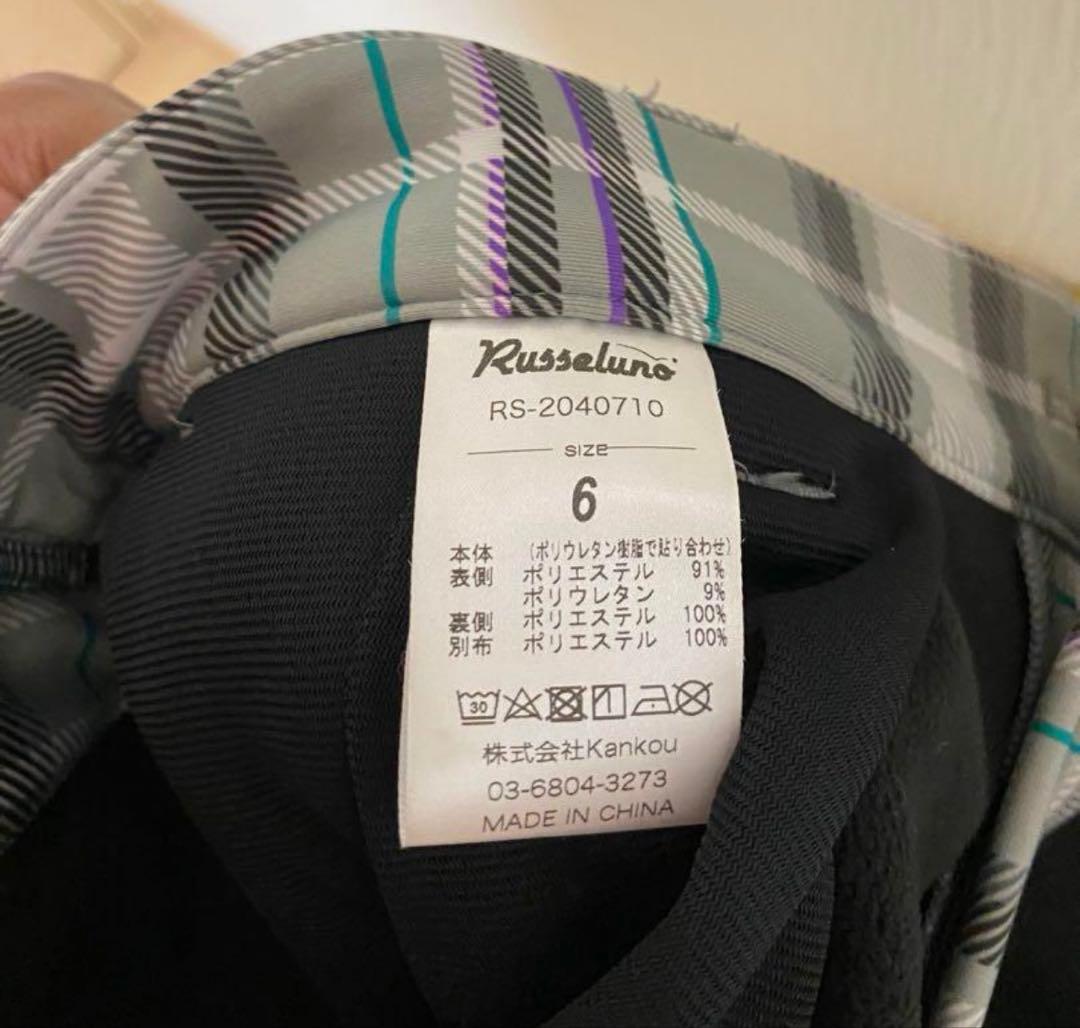 Russeluno
RS-2040710
SIZE
6
本体 (ポリウレタン樹脂で貼り合わせ)
表側 ポリエステル 91%
ポリウレタン 9%
裏側 ポリエステル 100%
別布 ポリエステル 100%
30
株式会社Kankou
03-6804-3273
MADE IN CHINA